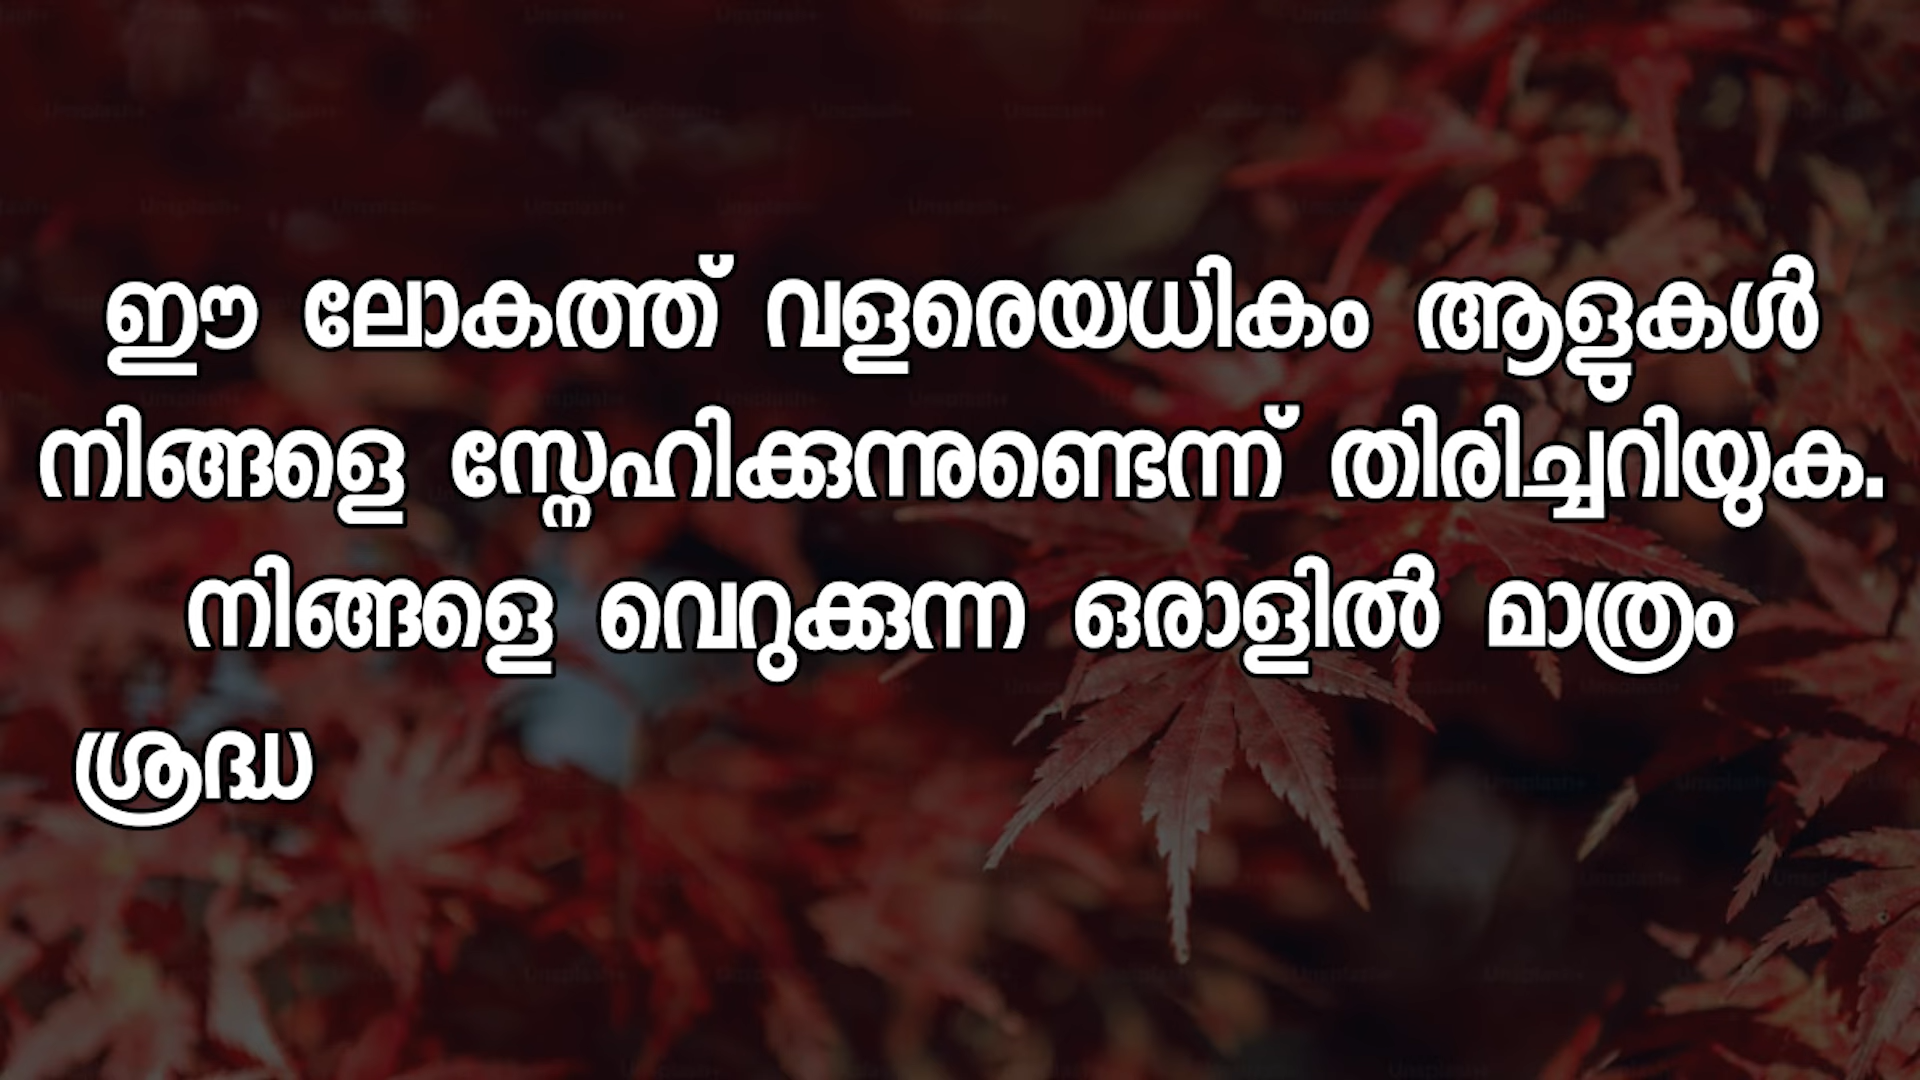 ഈ ലോകത്ത് വളരെയധികം ആളുകൾ
നിങ്ങളെ സ്നേഹിക്കുന്നുണ്ടെന്ന് തിരിച്ചറിയുക.
നിങ്ങളെ വെറുക്കുന്ന ഒരാളിൽ മാത്രം
ശ്രദ്ധ